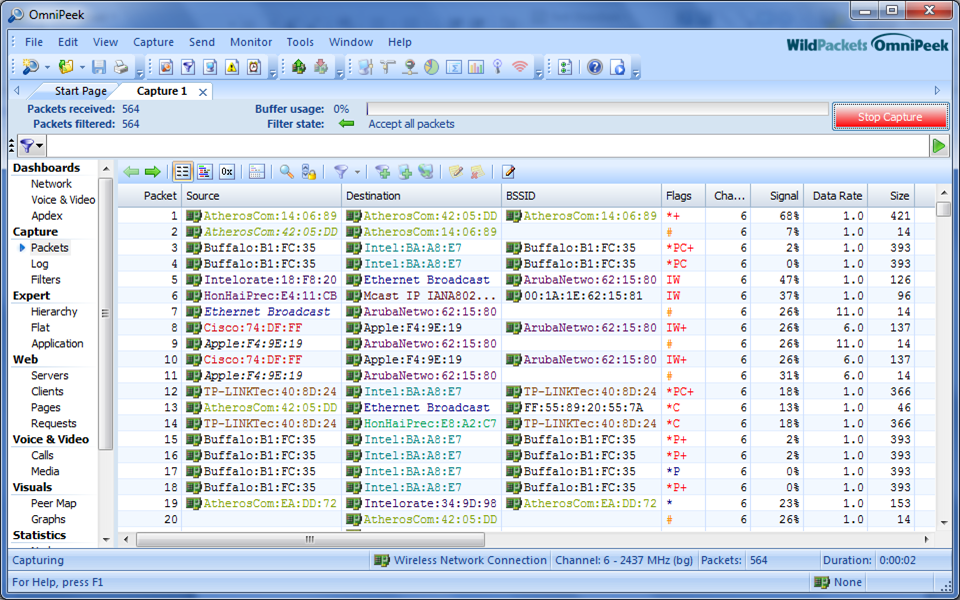 OmniPeek
File Edit View Capture Send Monitor Tools Window Help
WildPackets OmniPeek
Start Page Capture 1
Packets received: 564 Buffer usage: 0%
Packets filtered: 564 Filter state: Accept all packets
Stop Capture
Dashboards
Network
Voice & Video
Apdex
Capture
Packets
Log
Filters
Expert
Hierarchy
Flat
Application
Web
Servers
Clients
Pages
Requests
Voice & Video
Calls
Media
Visuals
Peer Map
Graphs
Statistics
0x
Packet Source Destination BSSID Flags Cha... Signal Data Rate Size
1 AtherosCom:14:06:89 AtherosCom:42:05:DD AtherosCom:14:06:89 *+ 6 68% 1.0 421
2 AtherosCom:42:05:DD AtherosCom:14:06:89 # 6 7% 1.0 14
3 Buffalo:B1:FC:35 Intel:BA:A8:E7 Buffalo:B1:FC:35 *PC+ 6 2% 1.0 393
4 Buffalo:B1:FC:35 Intel:BA:A8:E7 Buffalo:B1:FC:35 *PC 6 0% 1.0 393
5 Intelorate:18:F8:20 Ethernet Broadcast ArubaNetwo:62:15:80 IW 6 47% 1.0 126
6 HonHaiPrec:E4:11:CB Mcast IP IANA802... 00:1A:1E:62:15:81 IW 6 37% 1.0 96
7 Ethernet Broadcast ArubaNetwo:62:15:80 # 6 26% 11.0 14
8 Cisco:74:DF:FF Apple:F4:9E:19 ArubaNetwo:62:15:80 IW+ 6 26% 6.0 137
9 Apple:F4:9E:19 ArubaNetwo:62:15:80 # 6 26% 11.0 14
10 Cisco:74:DF:FF Apple:F4:9E:19 ArubaNetwo:62:15:80 IW+ 6 26% 6.0 137
11 Apple:F4:9E:19 ArubaNetwo:62:15:80 # 6 31% 6.0 14
12 TP-LINKTec:40:8D:24 Intel:BA:A8:E7 TP-LINKTec:40:8D:24 *PC+ 6 18% 1.0 366
13 AtherosCom:42:05:DD Ethernet Broadcast FF:55:89:20:55:7A *C 6 13% 1.0 46
14 TP-LINKTec:40:8D:24 HonHaiPrec:E8:A2:C7 TP-LINKTec:40:8D:24 *C 6 18% 1.0 366
15 Buffalo:B1:FC:35 Intel:BA:A8:E7 Buffalo:B1:FC:35 *P+ 6 2% 1.0 393
16 Buffalo:B1:FC:35 Intel:BA:A8:E7 Buffalo:B1:FC:35 *P+ 6 2% 1.0 393
17 Buffalo:B1:FC:35 Intel:BA:A8:E7 Buffalo:B1:FC:35 *P 6 0% 1.0 393
18 Buffalo:B1:FC:35 Intel:BA:A8:E7 Buffalo:B1:FC:35 *P+ 6 0% 1.0 393
19 AtherosCom:EA:DD:72 Intelorate:34:9D:98 AtherosCom:EA:DD:72 * 6 23% 1.0 153
20 AtherosCom:42:05:DD # 6 26% 1.0 14
Capturing Wireless Network Connection Channel: 6 - 2437 MHz (bg) Packets: 564 Duration: 0:00:02
For Help, press F1 None